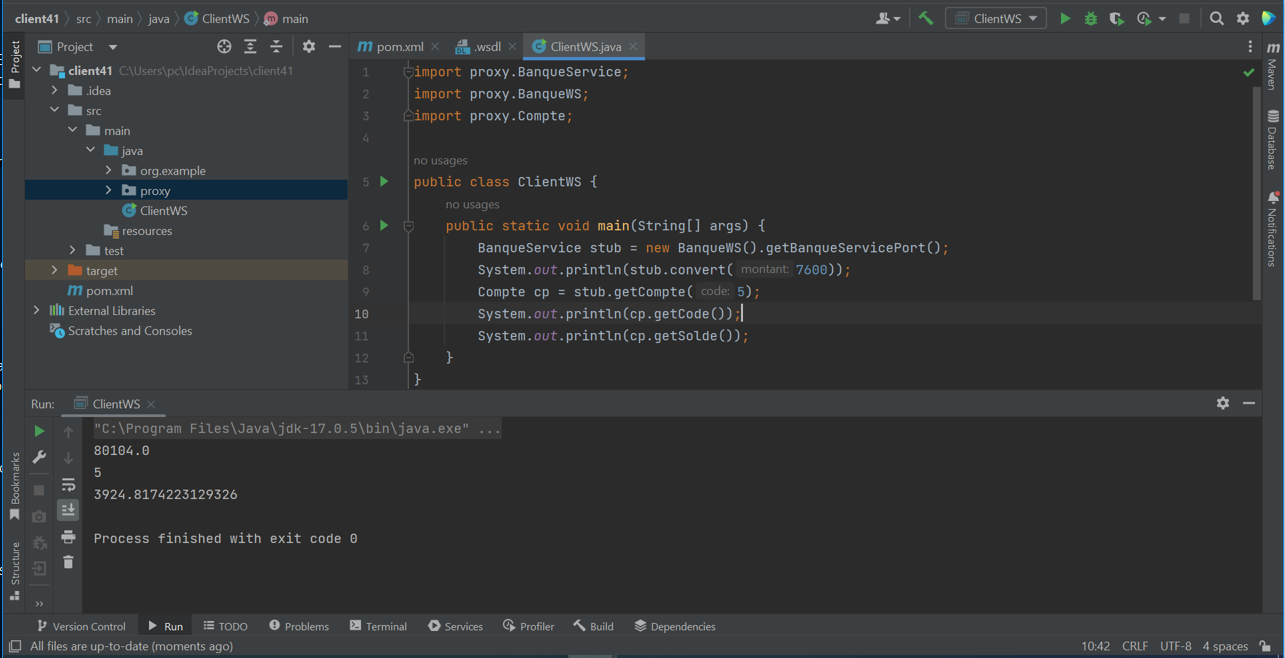 client41 src main java ClientWS main
ClientWS
Project
pom.xml .wsdl ClientWS.java
client41 C:\Users\pc\IdeaProjects\client41
.idea
src
main
java
org.example
proxy
ClientWS
resources
test
target
pom.xml
External Libraries
Scratches and Consoles
1 import proxy.BanqueService;
2 import proxy.BanqueWS;
3 import proxy.Compte;
4
no usages
5 public class ClientWS {
no usages
6 public static void main(String[] args) {
7 BanqueService stub = new BanqueWS().getBanqueServicePort();
8 System.out.println(stub.convert( montant: 7600));
9 Compte cp = stub.getCompte( code: 5);
10 System.out.println(cp.getCode());
11 System.out.println(cp.getSolde());
12 }
13 }
Project
Bookmarks
Structure
Maven
Database
Notifications
Run: ClientWS
"C:\Program Files\Java\jdk-17.0.5\bin\java.exe" ...
80104.0
5
3924.8174223129326
Process finished with exit code 0
Version Control Run TODO Problems Terminal Services Profiler Build Dependencies
All files are up-to-date (moments ago) 10:42 CRLF UTF-8 4 spaces